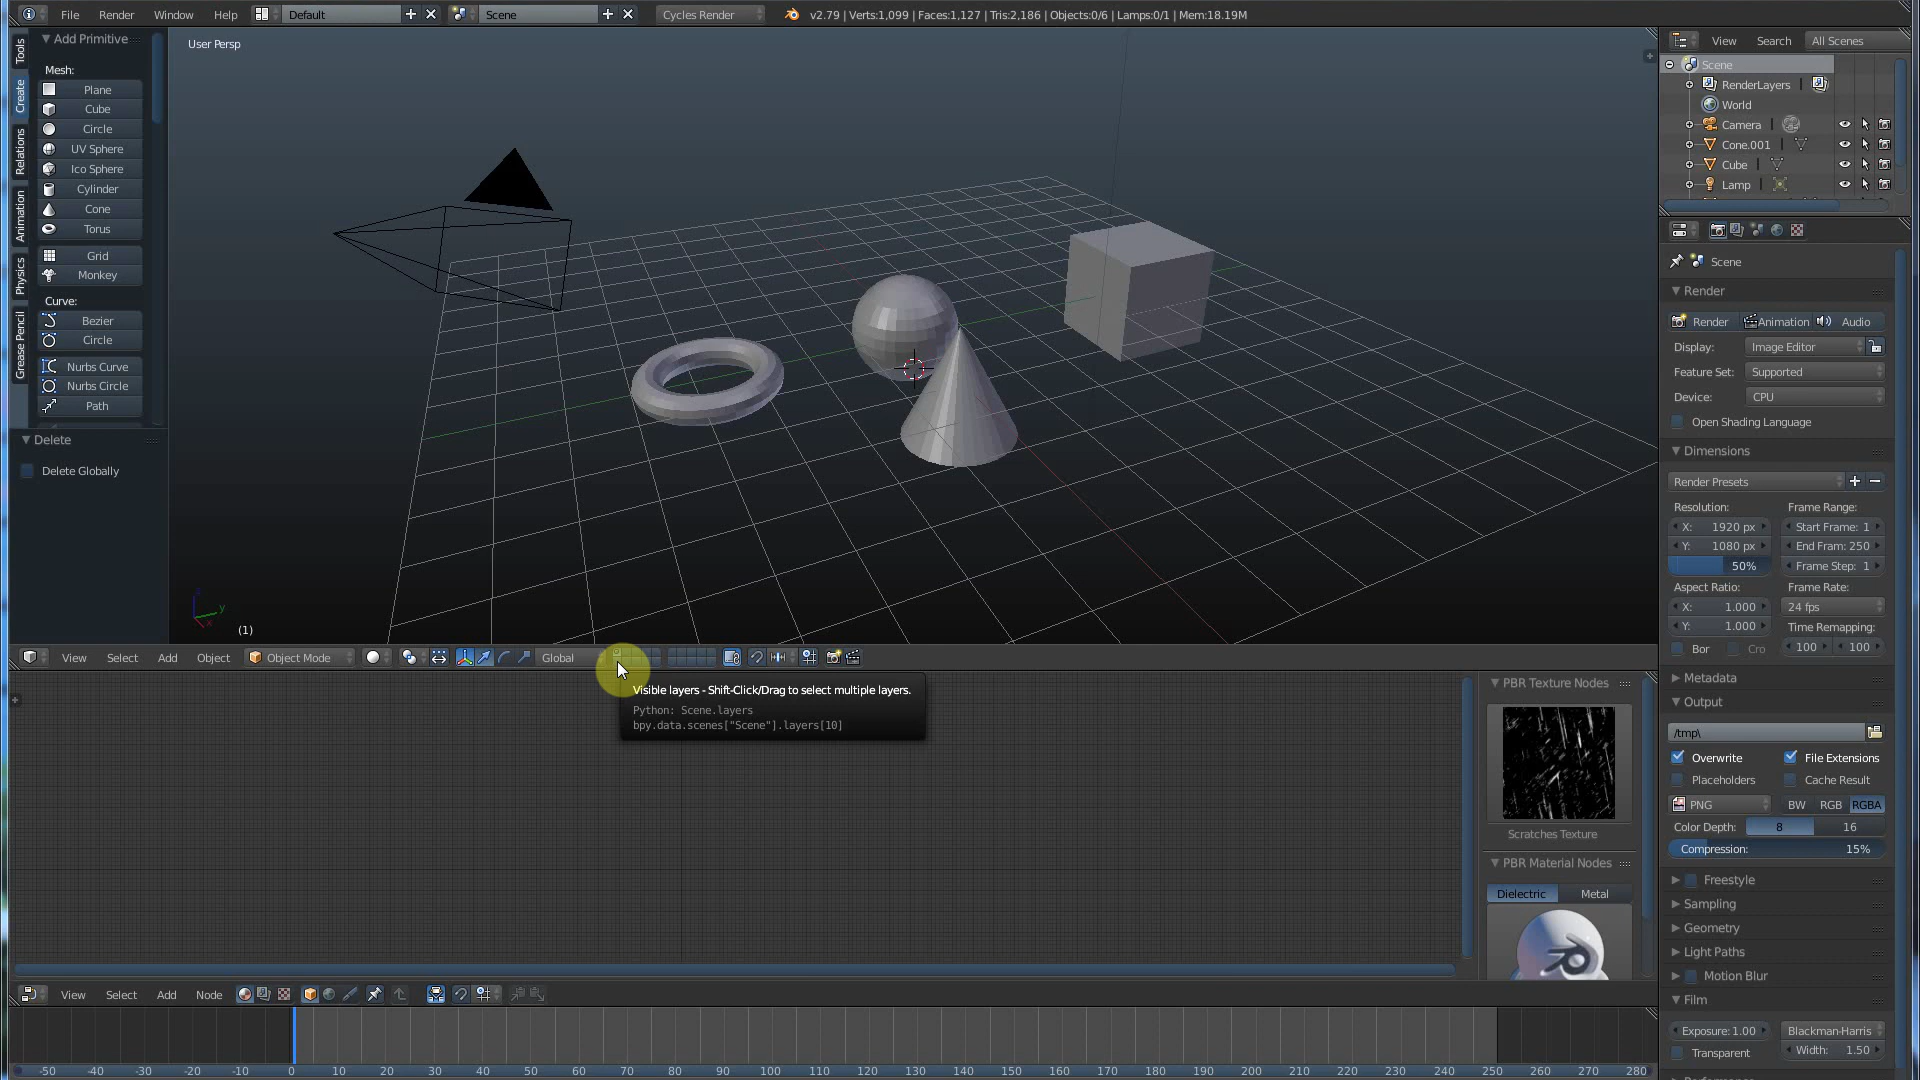 File Render Window Help Default Scene Cycles Render v2.79 | Verts:1,099 | Faces:1,127 | Tris:2,186 | Objects:0/6 | Lamps:0/1 | Mem:18.19M
Tools
Create
Relations
Animation
Physics
Grease Pencil
Add Primitive
Mesh:
Plane
Cube
Circle
UV Sphere
Ico Sphere
Cylinder
Cone
Torus
Grid
Monkey
Curve:
Bezier
Circle
Nurbs Curve
Nurbs Circle
Path
Delete
Delete Globally
User Persp
(1)
View Select Add Object Object Mode Global
Visible layers - Shift-Click/Drag to select multiple layers.
Python: Scene.layers
bpy.data.scenes["Scene"].layers[10]
PBR Texture Nodes
Scratches Texture
PBR Material Nodes
Dielectric Metal
View Select Add Node
-50 -40 -30 -20 -10 0 10 20 30 40 50 60 70 80 90 100 110 120 130 140 150 160 170 180 190 200 210 220 230 240 250 260 270 280
View Search All Scenes
Scene
RenderLayers
World
Camera
Cone.001
Cube
Lamp
Scene
Render
Render Animation Audio
Display: Image Editor
Feature Set: Supported
Device: CPU
Open Shading Language
Dimensions
Render Presets
Resolution: Frame Range:
X: 1920 px Start Frame: 1
Y: 1080 px End Fram: 250
50% Frame Step: 1
Aspect Ratio: Frame Rate:
X: 1.000 24 fps
Y: 1.000 Time Remapping:
Bor Cro 100 100
Metadata
Output
/tmp\
Overwrite File Extensions
Placeholders Cache Result
PNG BW RGB RGBA
Color Depth: 8 16
Compression: 15%
Freestyle
Sampling
Geometry
Light Paths
Motion Blur
Film
Exposure: 1.00 Blackman-Harris
Transparent Width: 1.50